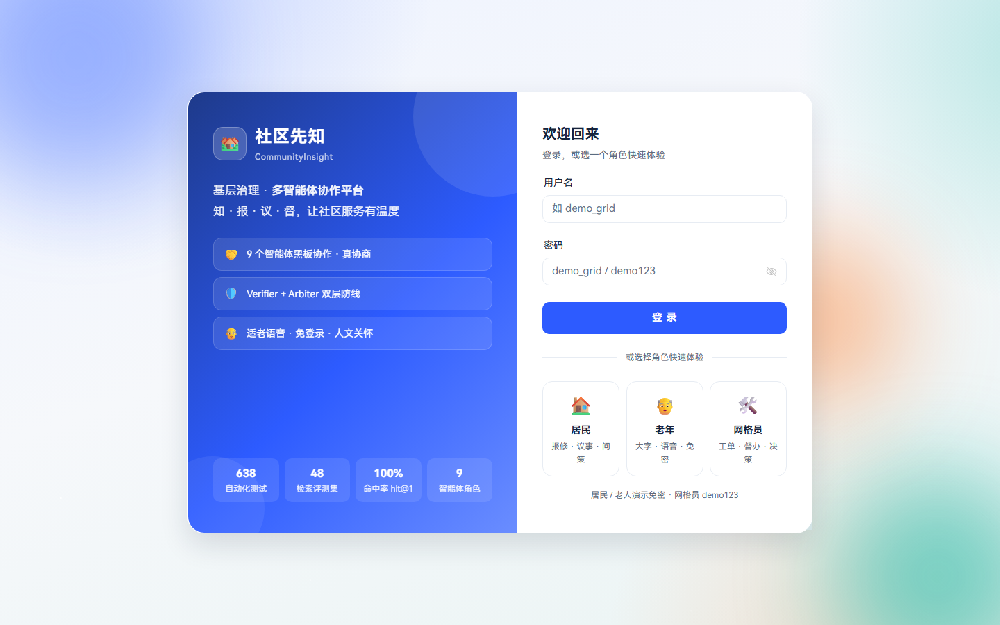 社区先知
CommunityInsight
基层治理 · 多智能体协作平台
知 · 报 · 议 · 督，让社区服务有温度
9 个智能体黑板协作 · 真协商
Verifier + Arbiter 双层防线
适老语音 · 免登录 · 人文关怀
638
自动化测试
48
检索评测集
100%
命中率 hit@1
9
智能体角色
欢迎回来
登录，或选一个角色快速体验
用户名
如 demo_grid
密码
demo_grid / demo123
登 录
或选择角色快速体验
居民
报修 · 议事 · 问
策
老年
大字 · 语音 · 免
密
网格员
工单 · 督办 · 决
策
居民 / 老人演示免密 · 网格员 demo123